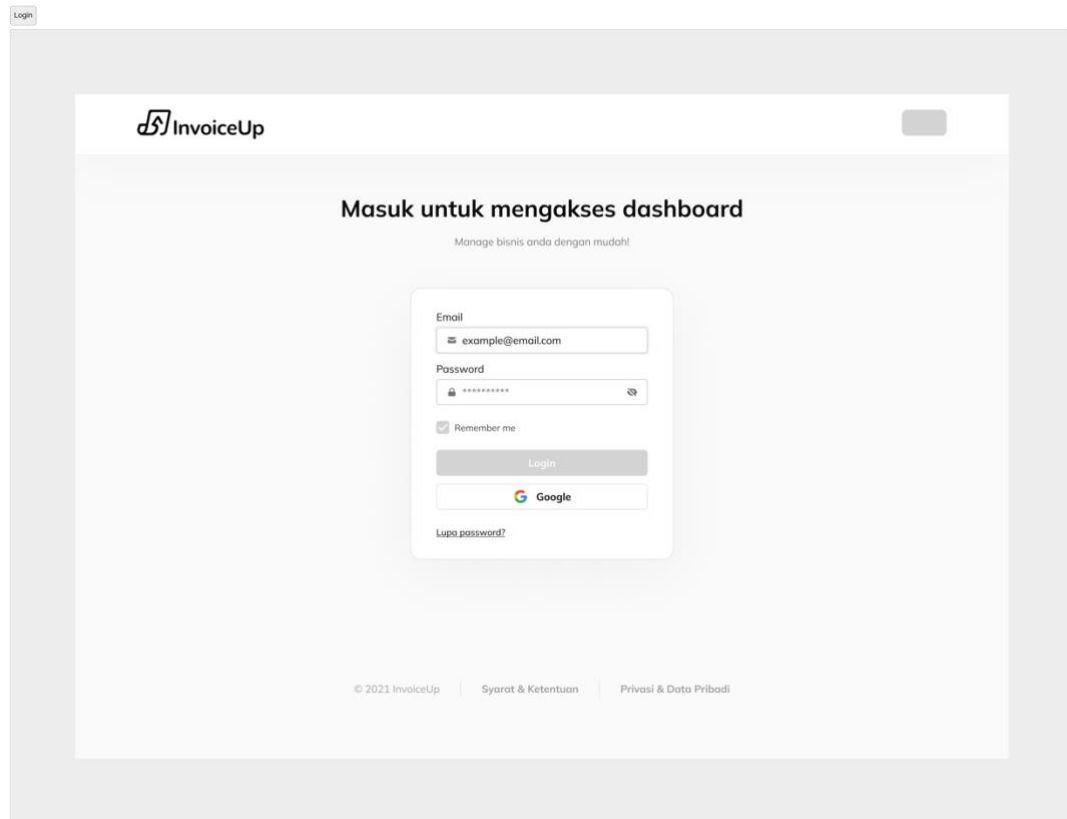 Login
InvoiceUp
Masuk untuk mengakses dashboard
Manage bisnis anda dengan mudah!
Email
example@email.com
Password
**********
Remember me
Login
Google
Lupa password?
© 2021 InvoiceUp Syarat & Ketentuan Privasi & Data Pribadi